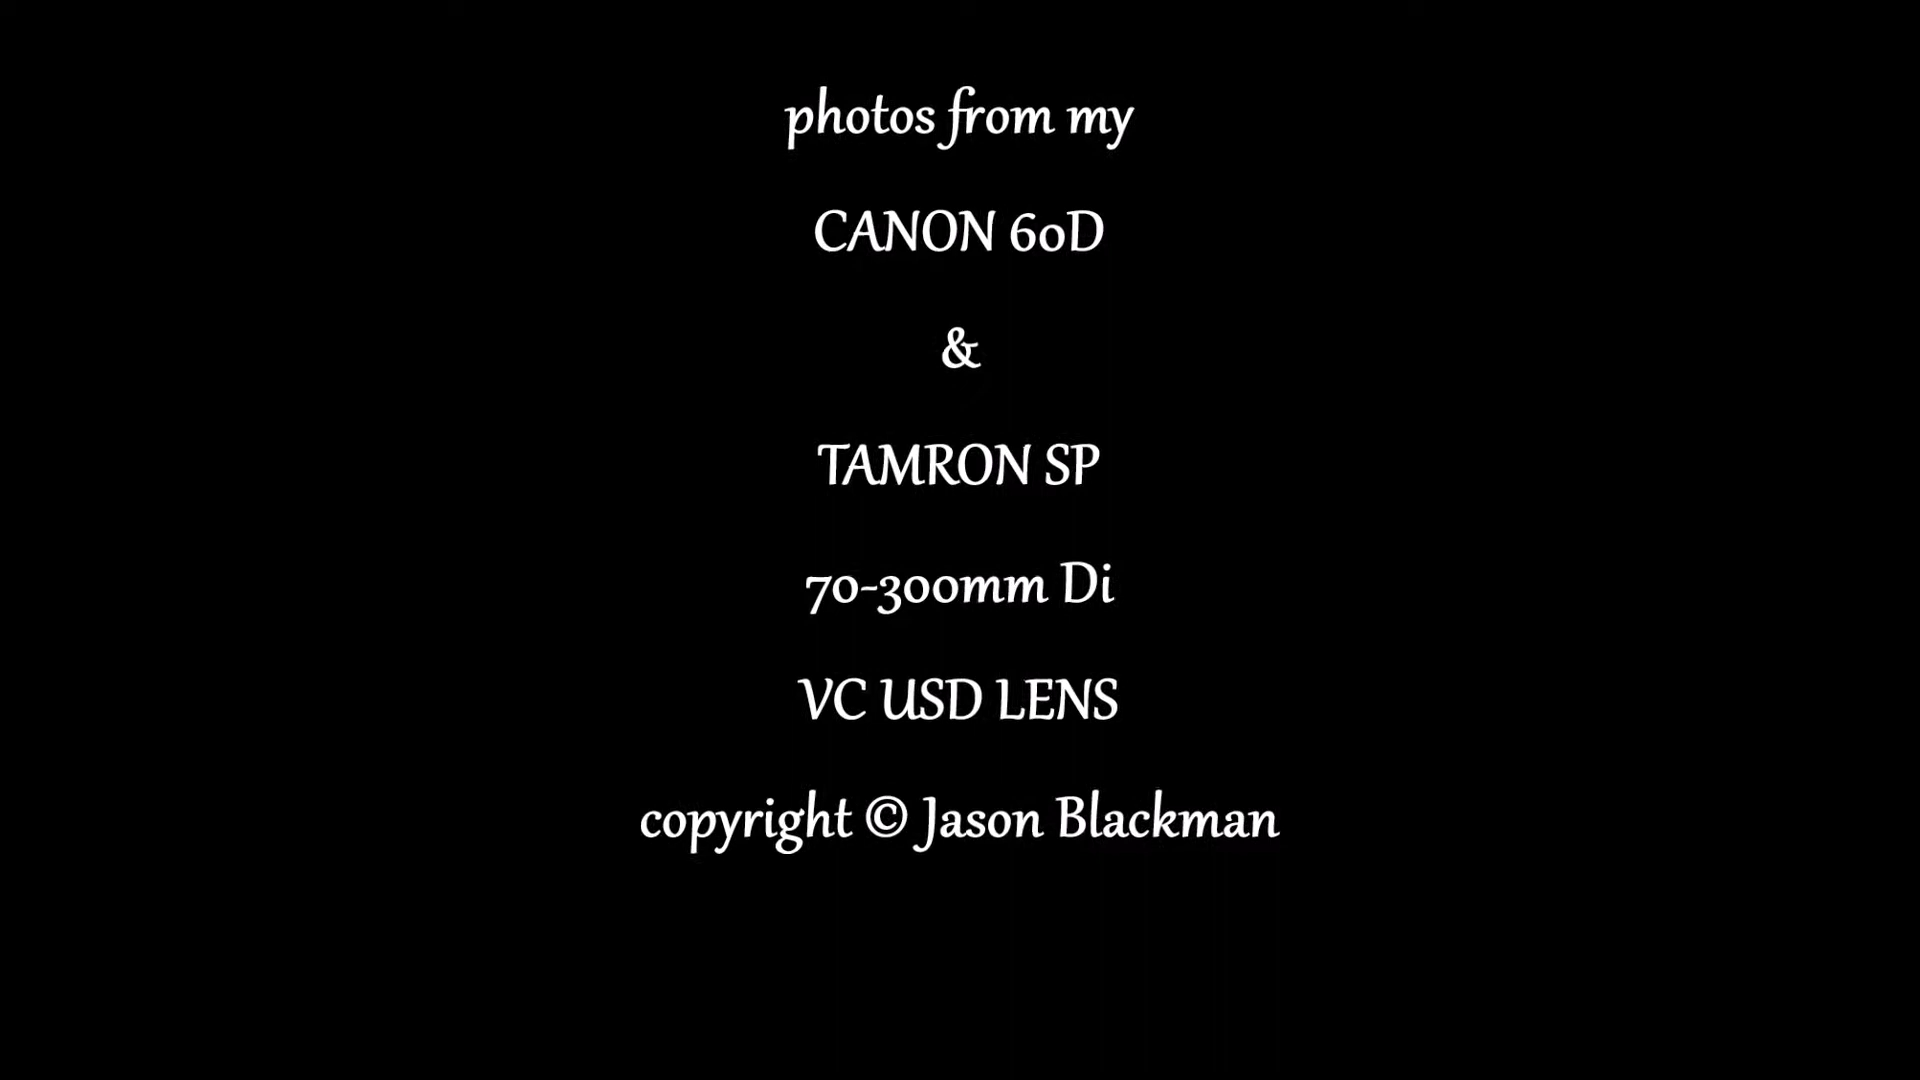 photos from my
CANON 60D
&
TAMRON SP
70-300mm Di
VC USD LENS
copyright © Jason Blackman